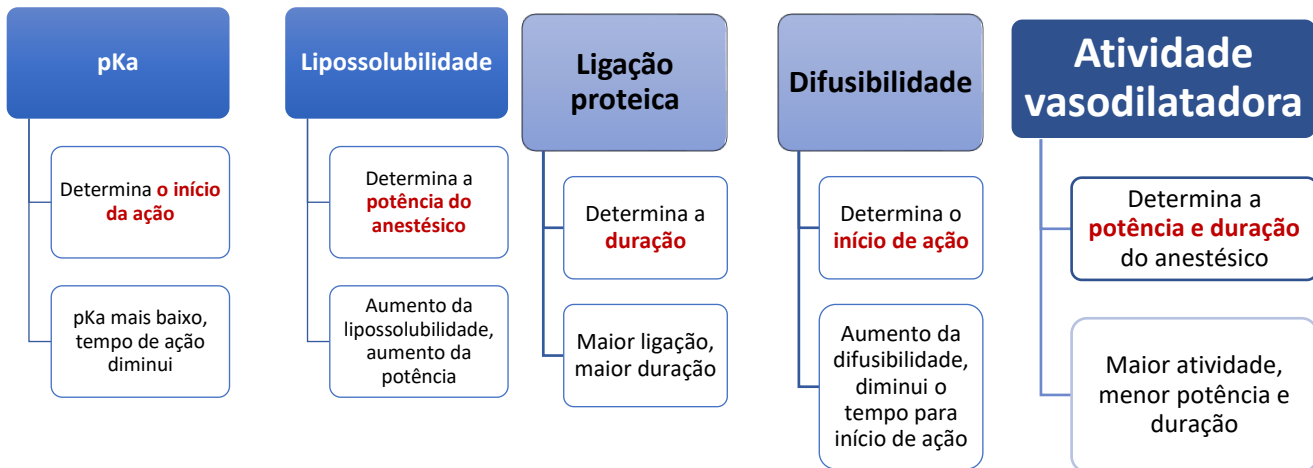 pKa
Determina o início
da ação
pKa mais baixo,
tempo de ação
diminui
Lipossolubilidade
Determina a
potência do
anestésico
Aumento da
lipossolubilidade,
aumento da
potência
Ligação
proteica
Determina a
duração
Maior ligação,
maior duração
Difusibilidade
Determina o
início de ação
Aumento da
difusibilidade,
diminui o
tempo para
início de ação
Atividade
vasodilatadora
Determina a
potência e duração
do anestésico
Maior atividade,
menor potência e
duração